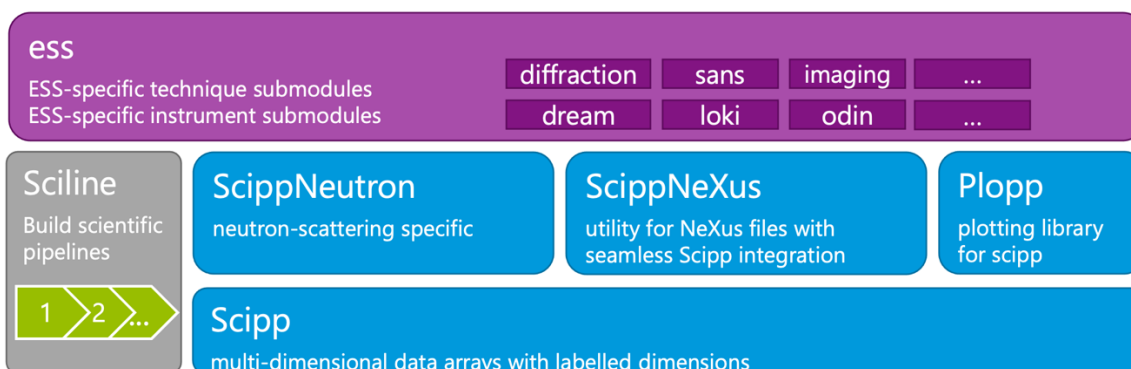 ess
ESS-specific technique submodules
ESS-specific instrument submodules
diffraction sans imaging ...
dream loki odin ...
Sciline
Build scientific
pipelines
1 2 ...
ScippNeutron
neutron-scattering specific
ScippNeXus
utility for NeXus files with
seamless Scipp integration
Plopp
plotting library
for scipp
Scipp
multi-dimensional data arrays with labelled dimensions